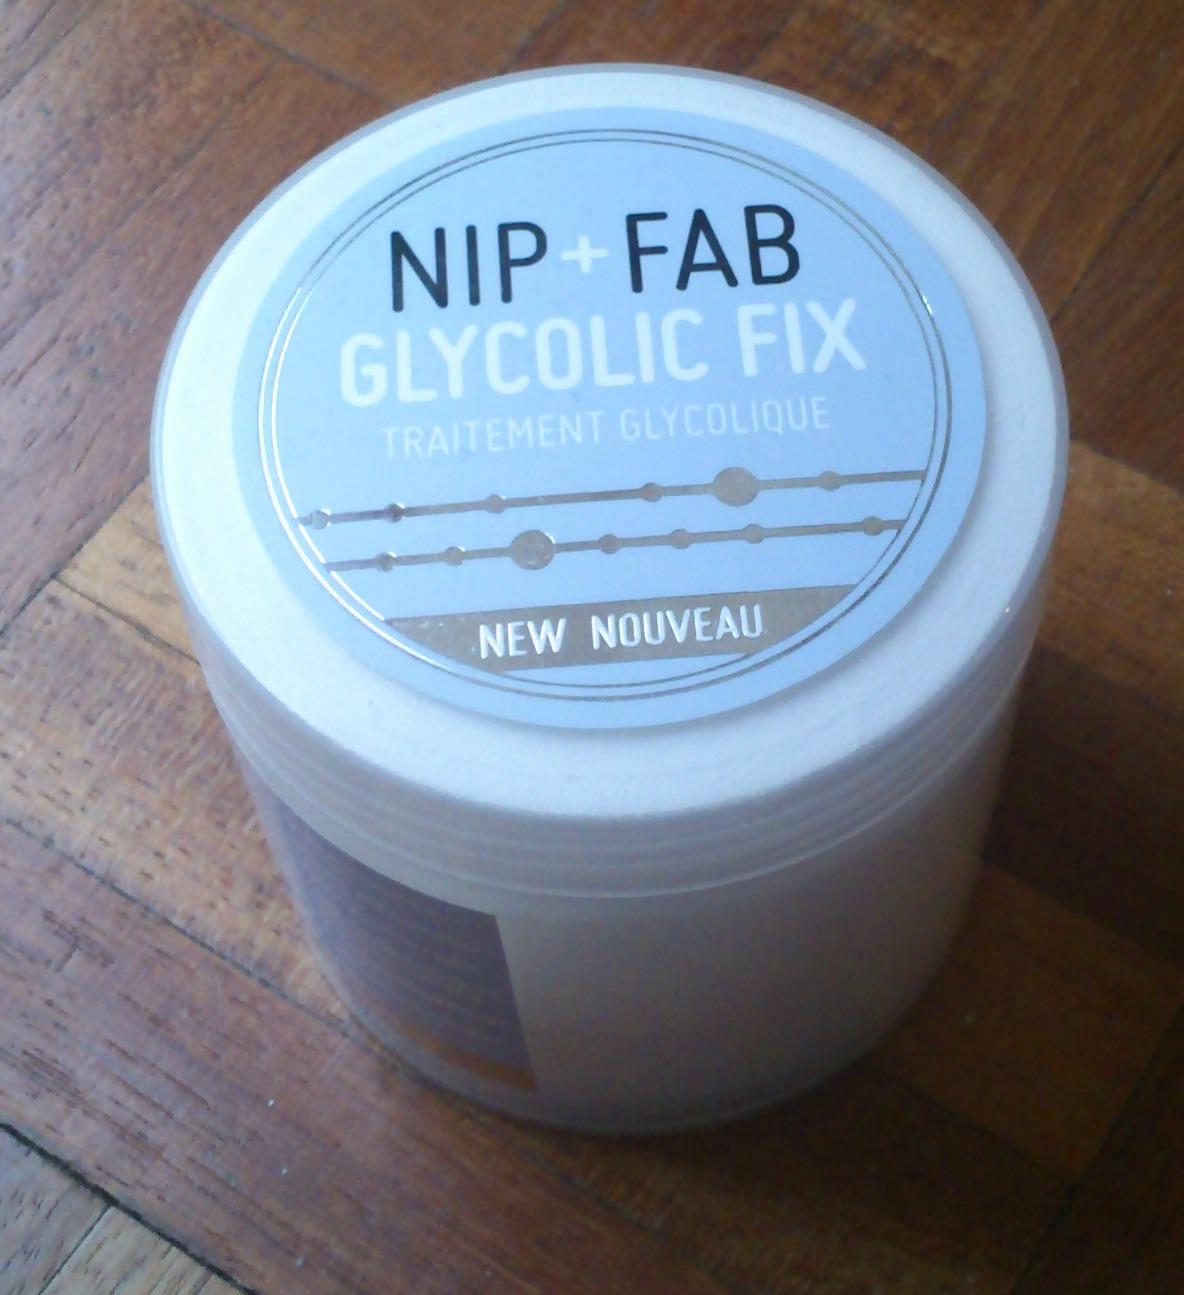 NIP + FAB
GLYCOLIC FIX
TRAITEMENT GLYCOLIQUE
NEW NOUVEAU